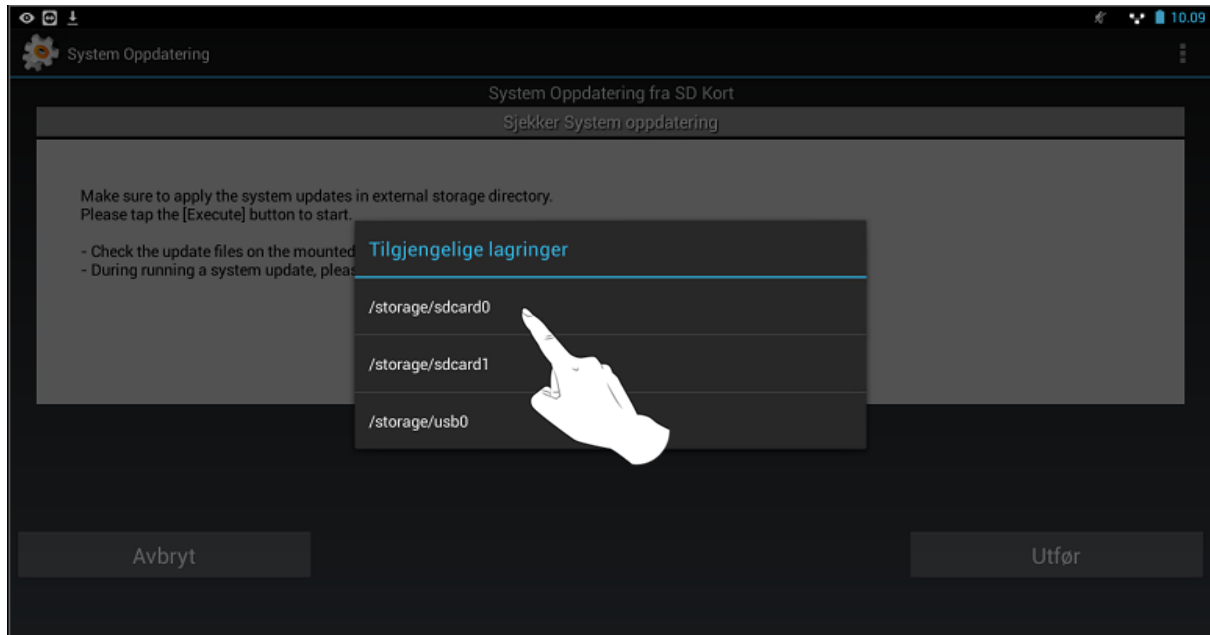 10.09
System Oppdatering
System Oppdatering fra SD Kort
Sjekker System oppdatering
Make sure to apply the system updates in external storage directory.
Please tap the [Execute] button to start.
- Check the update files on the mounted
- During running a system update, pleas
Tilgjengelige lagringer
/storage/sdcard0
/storage/sdcard1
/storage/usb0
Avbryt
Utfør